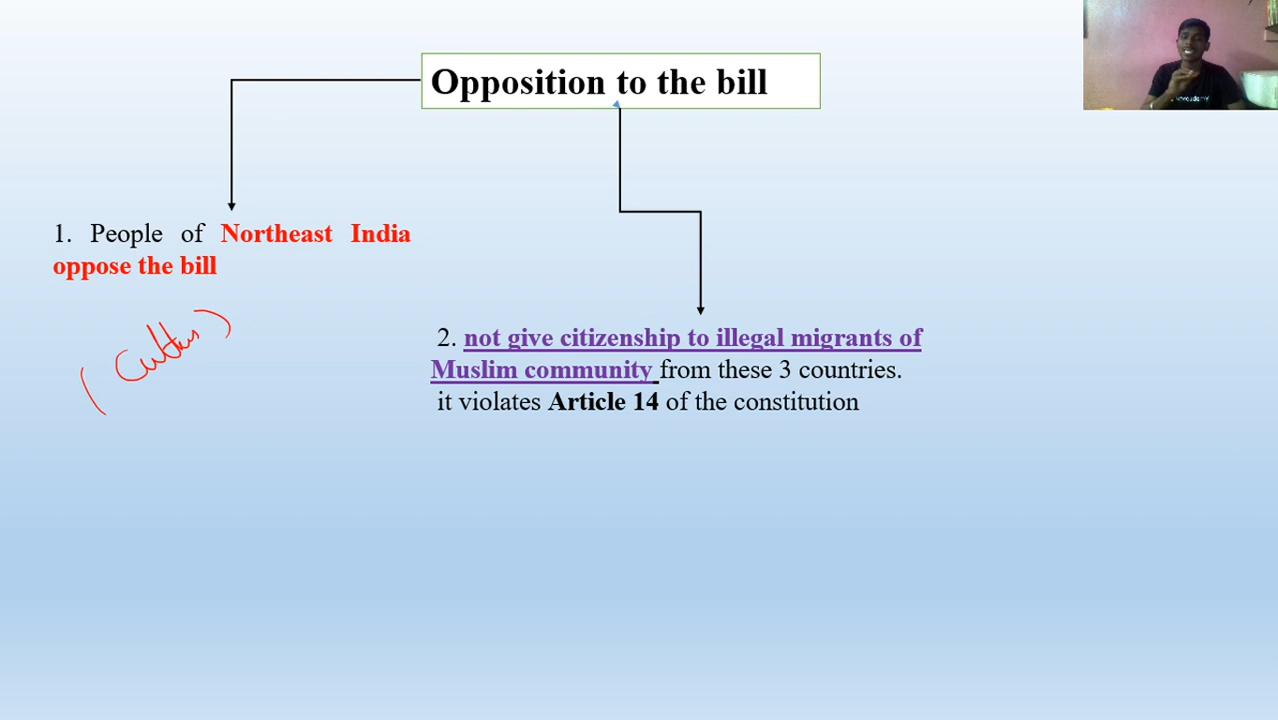 Opposition to the bill
1. People of Northeast India
oppose the bill
2. not give citizenship to illegal migrants of
Muslim community from these 3 countries.
it violates Article 14 of the constitution